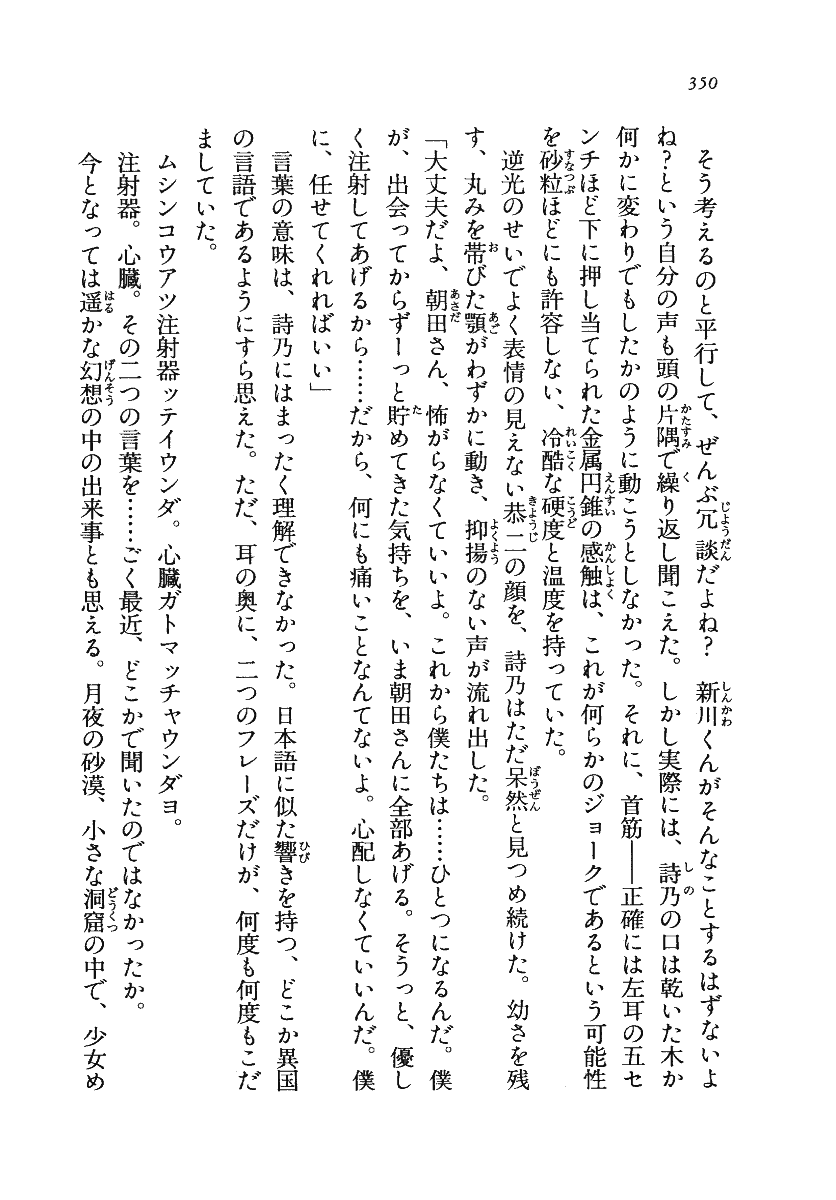 350
そう考えるのと平行して、ぜんぶ冗談だよね？　新川くんがそんなことするはずないよ
ね？という自分の声も頭の片隅で繰り返し聞こえた。しかし実際には、詩乃の口は乾いた木か
何かに変わりでもしたかのように動こうとしなかった。それに、首筋――正確には左耳の五セ
ンチほど下に押し当てられた金属円錐の感触は、これが何らかのジョークであるという可能性
を砂粒ほどにも許容しない、冷酷な硬度と温度を持っていた。
逆光のせいでよく表情の見えない恭二の顔を、詩乃はただ呆然と見つめ続けた。幼さを残
す、丸みを帯びた顎がわずかに動き、抑揚のない声が流れ出した。
「大丈夫だよ、朝田さん、怖がらなくていいよ。これから僕たちは……ひとつになるんだ。僕
が、出会ってからずーっと貯めてきた気持ちを、いま朝田さんに全部あげる。そうっと、優し
く注射してあげるから……だから、何にも痛いことなんてないよ。心配しなくていいんだ。僕
に、任せてくれればいい」
言葉の意味は、詩乃にはまったく理解できなかった。日本語に似た響きを持つ、どこか異国
の言語であるようにすら思えた。ただ、耳の奥に、二つのフレーズだけが、何度も何度もこだ
ましていた。
ムシンコウアツ注射器ッテイウンダ。心臓ガトマッチャウンダヨ。
注射器。心臓。その二つの言葉を……ごく最近、どこかで聞いたのではなかったか。
今となっては遥かな幻想の中の出来事とも思える。月夜の砂漠、小さな洞窟の中で、少女め